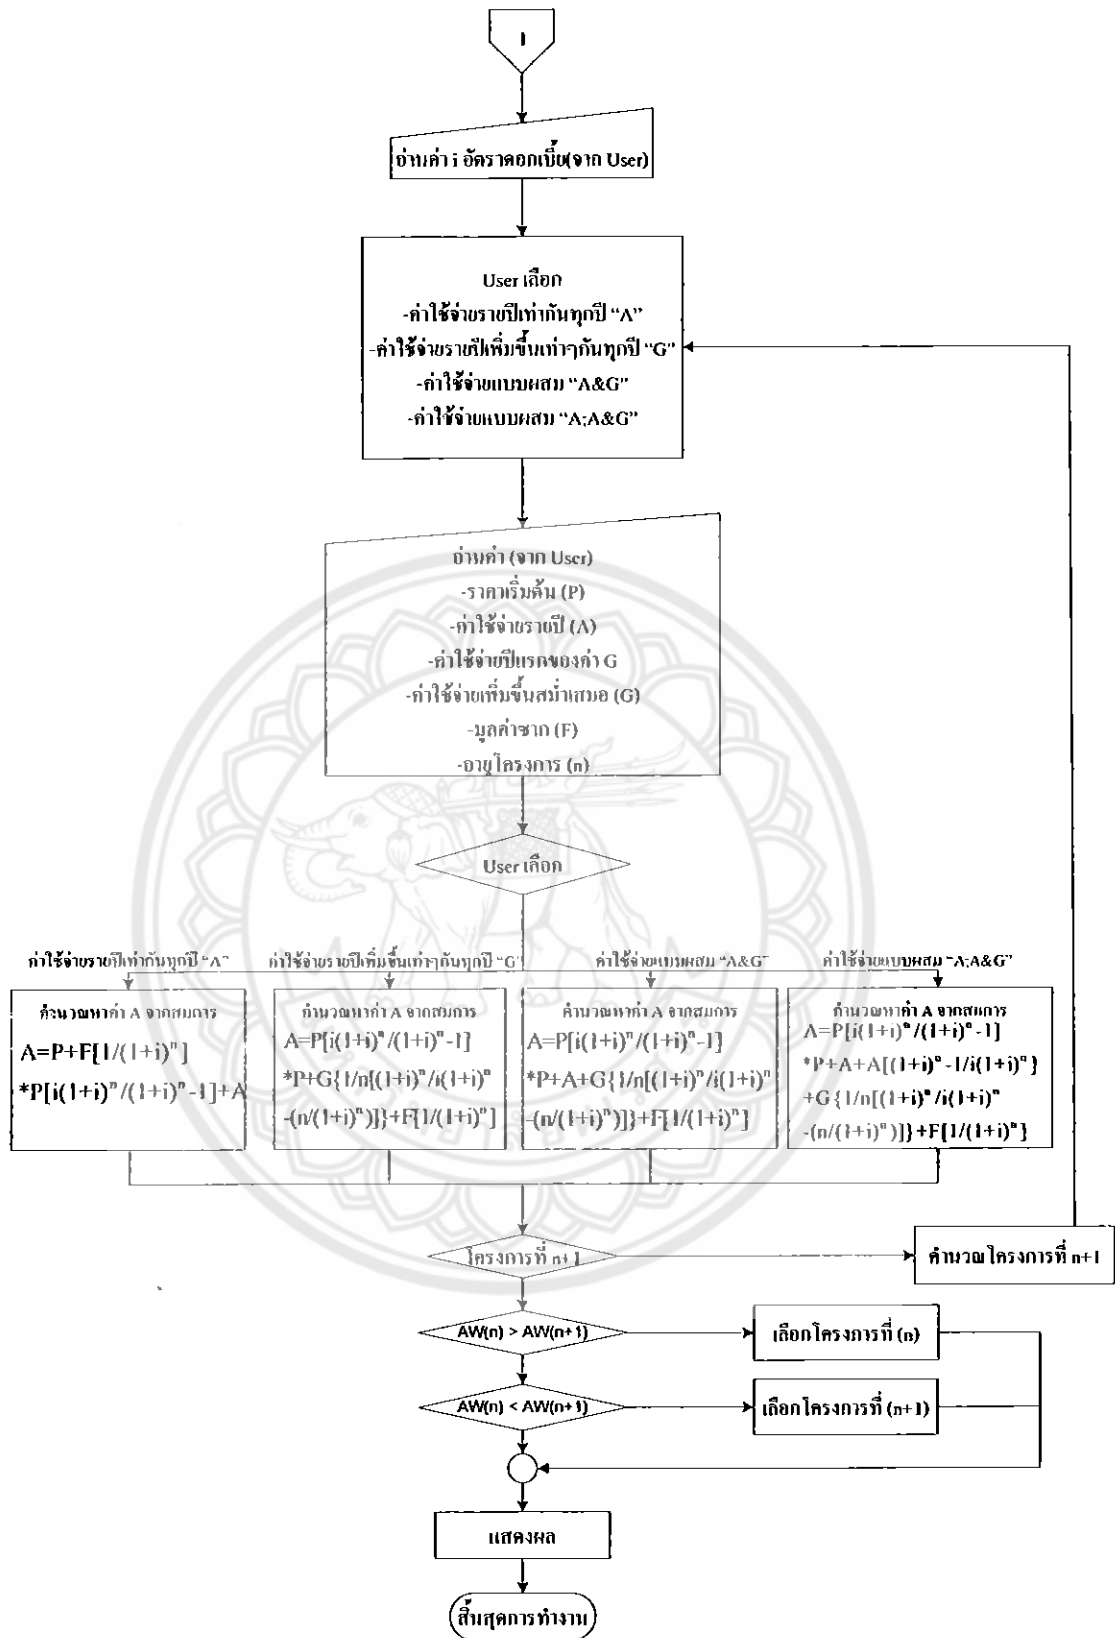 1
อ่านค่า i อัตราดอกเบี้ย(จาก User)
User เลือก
-ค่าใช้จ่ายรายปีเท่ากันทุกปี “A”
-ค่าใช้จ่ายรายปีเพิ่มขึ้นเท่าๆกันทุกปี “G”
-ค่าใช้จ่ายแบบผสม “A&G”
-ค่าใช้จ่ายแบบผสม “A;A&G”
อ่านค่า (จาก User)
-ราคาเริ่มต้น (P)
-ค่าใช้จ่ายรายปี (A)
-ค่าใช้จ่ายปีแรกของค่า G
-ค่าใช้จ่ายเพิ่มขึ้นสม่ำเสมอ (G)
-มูลค่าซาก (F)
-อายุโครงการ (n)
User เลือก
ค่าใช้จ่ายรายปีเท่ากันทุกปี “A”
คำนวณหาค่า A จากสมการ
A=P+F[1/(1+i)ⁿ]
*P[i(1+i)ⁿ/(1+i)ⁿ-1]+A
ค่าใช้จ่ายรายปีเพิ่มขึ้นเท่าๆกันทุกปี “G”
คำนวณหาค่า A จากสมการ
A=P[i(1+i)ⁿ/(1+i)ⁿ-1]
*P+G{1/n[(1+i)ⁿ/i(1+i)ⁿ
-(n/(1+i)ⁿ)]}+F[1/(1+i)ⁿ]
ค่าใช้จ่ายแบบผสม “A&G”
คำนวณหาค่า A จากสมการ
A=P[i(1+i)ⁿ/(1+i)ⁿ-1]
*P+A+G{1/n[(1+i)ⁿ/i(1+i)ⁿ
-(n/(1+i)ⁿ)]}+F[1/(1+i)ⁿ]
ค่าใช้จ่ายแบบผสม “A;A&G”
คำนวณหาค่า A จากสมการ
A=P[i(1+i)ⁿ/(1+i)ⁿ-1]
*P+A+A[(1+i)ⁿ-1/i(1+i)ⁿ]
+G{1/n[(1+i)ⁿ/i(1+i)ⁿ
-(n/(1+i)ⁿ)]}+F[1/(1+i)ⁿ]
โครงการที่ n+1
คำนวณโครงการที่ n+1
AW(n) > AW(n+1)
เลือกโครงการที่ (n)
AW(n) < AW(n+1)
เลือกโครงการที่ (n+1)
แสดงผล
สิ้นสุดการทำงาน